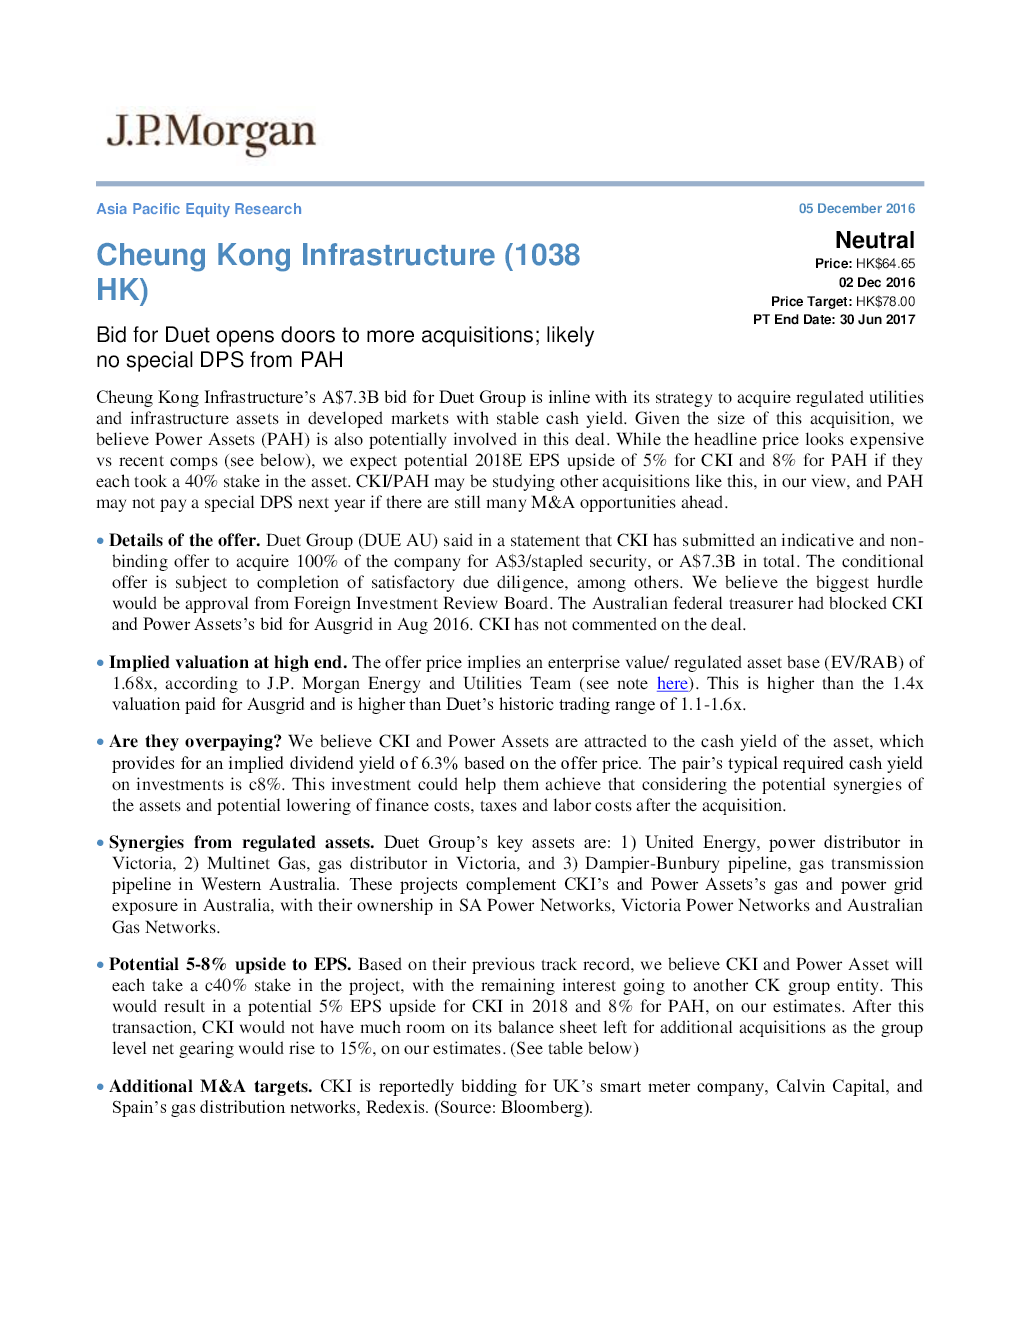 J.P.Morgan
Asia Pacific Equity Research
05 December 2016
Cheung Kong Infrastructure (1038
HK)
Bid for Duet opens doors to more acquisitions; likely
no special DPS from PAH
Neutral
Price: HK$64.65
02 Dec 2016
Price Target: HK$78.00
PT End Date: 30 Jun 2017
Cheung Kong Infrastructure's A$7.3B bid for Duet Group is inline with its strategy to acquire regulated utilities
and infrastructure assets in developed markets with stable cash yield. Given the size of this acquisition, we
believe Power Assets (PAH) is also potentially involved in this deal. While the headline price looks expensive
vs recent comps (see below), we expect potential 2018E EPS upside of 5% for CKI and 8% for PAH if they
each took a 40% stake in the asset. CKI/PAH may be studying other acquisitions like this, in our view, and PAH
may not pay a special DPS next year if there are still many M&A opportunities ahead.
• Details of the offer. Duet Group (DUE AU) said in a statement that CKI has submitted an indicative and non-
binding offer to acquire 100% of the company for A$3/stapled security, or A$7.3B in total. The conditional
offer is subject to completion of satisfactory due diligence, among others. We believe the biggest hurdle
would be approval from Foreign Investment Review Board. The Australian federal treasurer had blocked CKI
and Power Assets's bid for Ausgrid in Aug 2016. CKI has not commented on the deal.
• Implied valuation at high end. The offer price implies an enterprise value/ regulated asset base (EV/RAB) of
1.68x, according to J.P. Morgan Energy and Utilities Team (see note here). This is higher than the 1.4x
valuation paid for Ausgrid and is higher than Duet's historic trading range of 1.1-1.6x.
• Are they overpaying? We believe CKI and Power Assets are attracted to the cash yield of the asset, which
provides for an implied dividend yield of 6.3% based on the offer price. The pair's typical required cash yield
on investments is c8%. This investment could help them achieve that considering the potential synergies of
the assets and potential lowering of finance costs, taxes and labor costs after the acquisition.
• Synergies from regulated assets. Duet Group's key assets are: 1) United Energy, power distributor in
Victoria, 2) Multinet Gas, gas distributor in Victoria, and 3) Dampier-Bunbury pipeline, gas transmission
pipeline in Western Australia. These projects complement CKI's and Power Assets's gas and power grid
exposure in Australia, with their ownership in SA Power Networks, Victoria Power Networks and Australian
Gas Networks.
• Potential 5-8% upside to EPS. Based on their previous track record, we believe CKI and Power Asset will
each take a c40% stake in the project, with the remaining interest going to another CK group entity. This
would result in a potential 5% EPS upside for CKI in 2018 and 8% for PAH, on our estimates. After this
transaction, CKI would not have much room on its balance sheet left for additional acquisitions as the group
level net gearing would rise to 15%, on our estimates. (See table below)
• Additional M&A targets. CKI is reportedly bidding for UK's smart meter company, Calvin Capital, and
Spain's gas distribution networks, Redexis. (Source: Bloomberg).